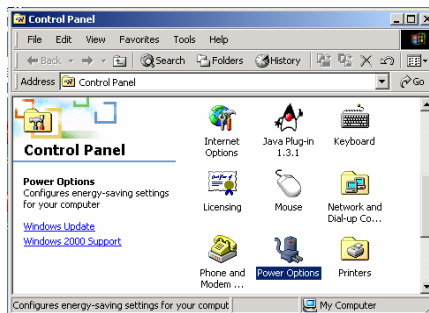 Control Panel
File Edit View Favorites Tools Help
Back Search Folders History
Address Control Panel Go
Control Panel
Power Options
Configures energy-saving settings
for your computer
Windows Update
Windows 2000 Support
Internet
Options
Java Plug-in
1.3.1
Keyboard
Licensing
Mouse
Network and
Dial-up Co...
Phone and
Modem ...
Power Options
Printers
Configures energy-saving settings for your comput
My Computer